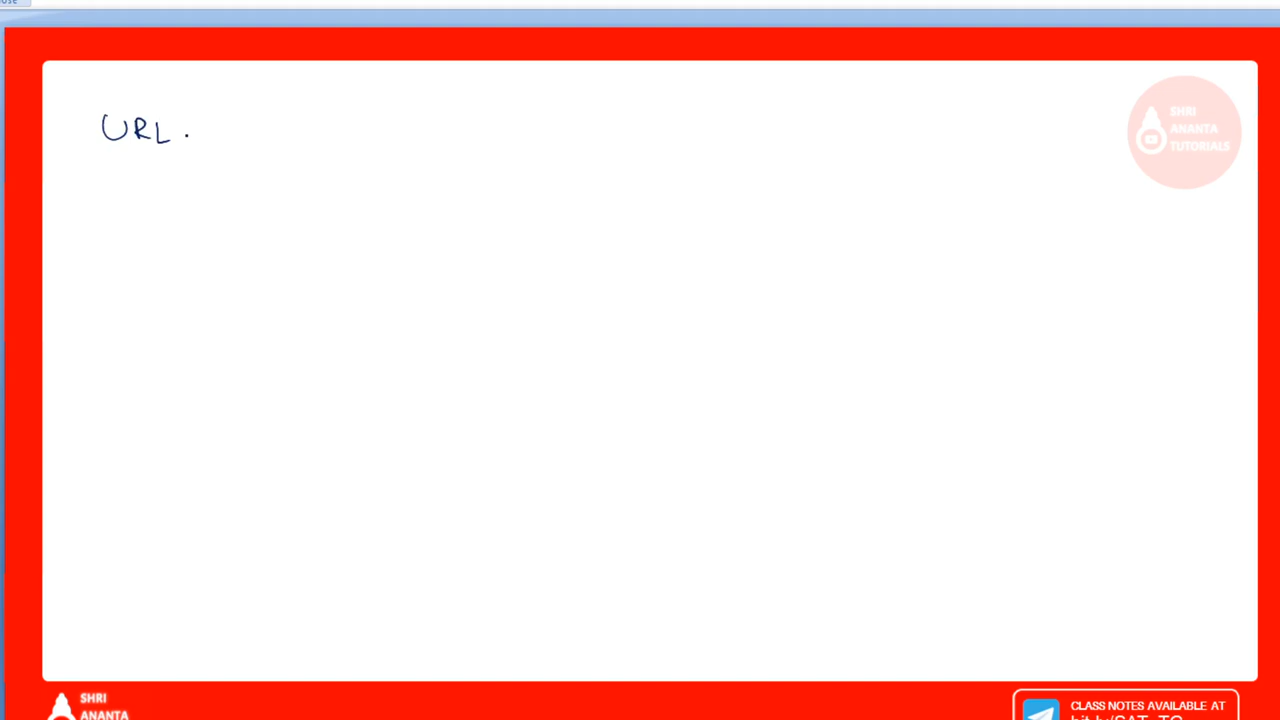 URL .
SHRI
ANANTA
TUTORIALS
SHRI
ANANTA
CLASS NOTES AVAILABLE AT